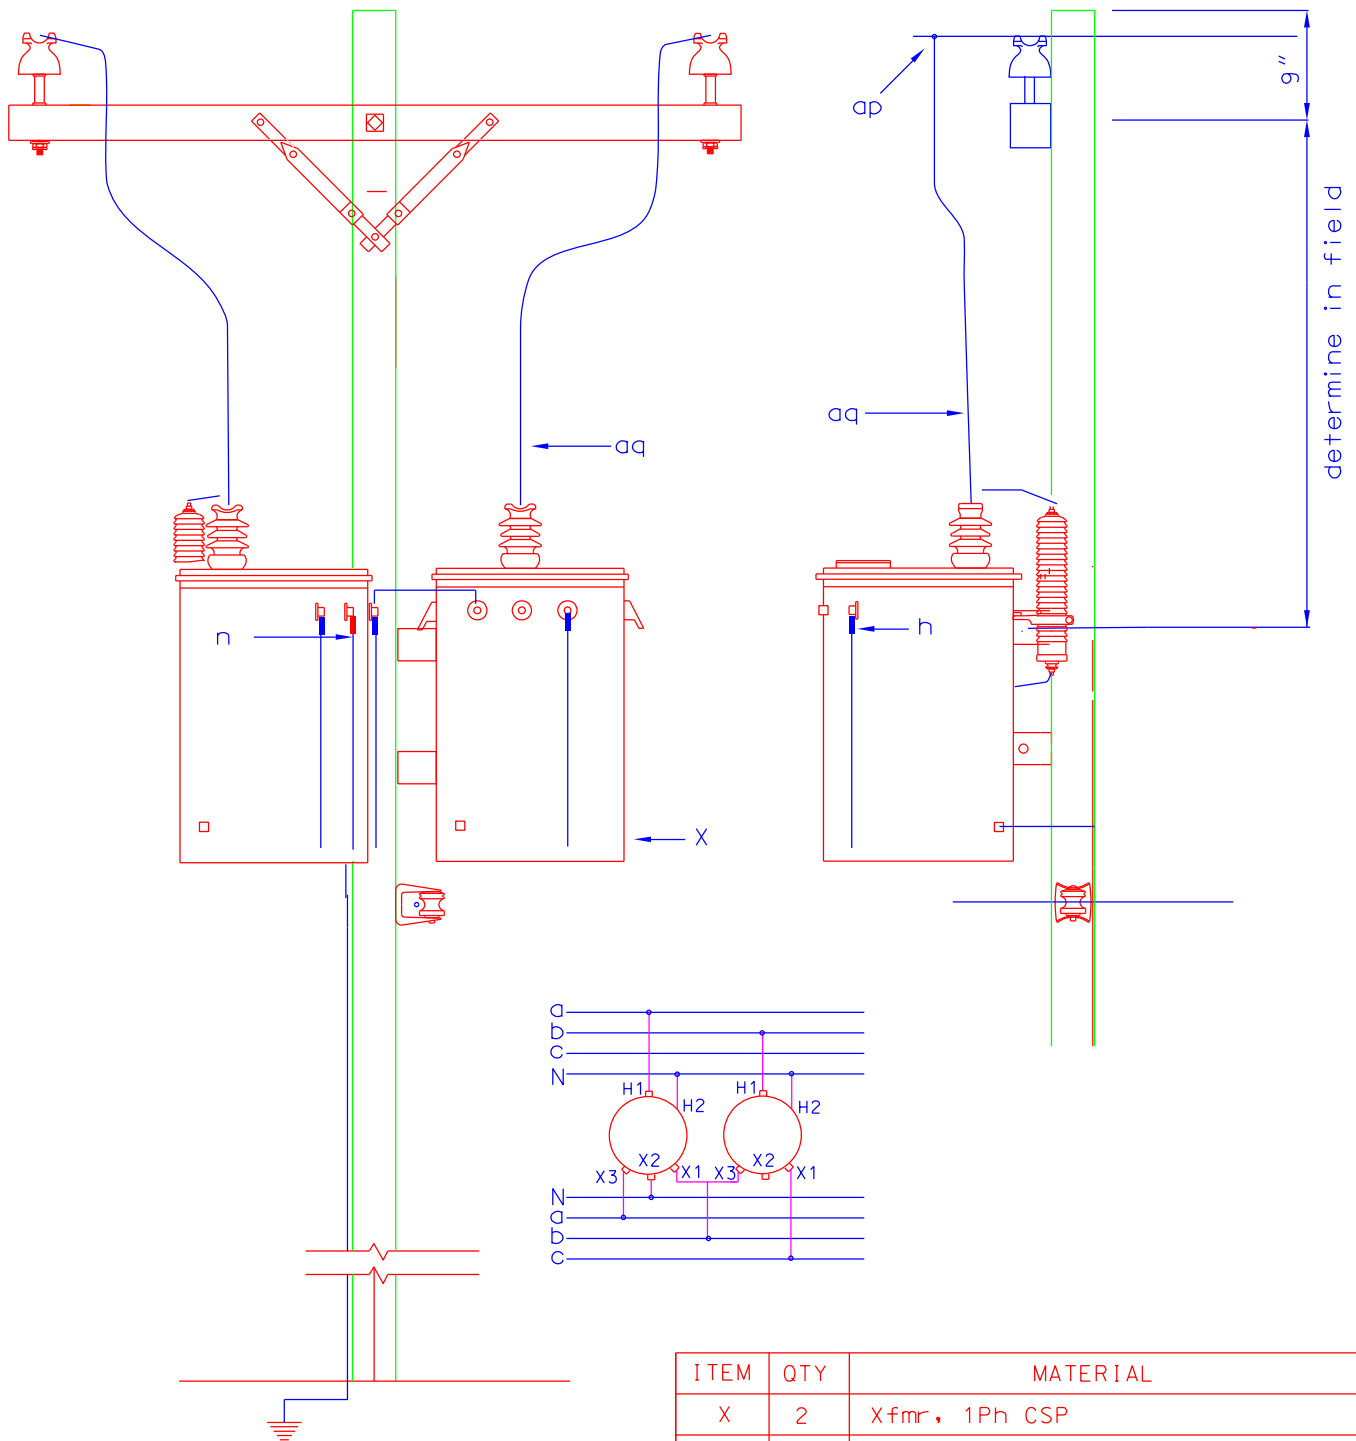 9"
ap
determine in field
aq
aq
n
h
X
a
b
c
N
H1
H2
H1
H2
X3
X2
X1
X3
X2
X1
N
a
b
c
ITEM QTY MATERIAL
X 2 Xfmr, 1Ph CSP